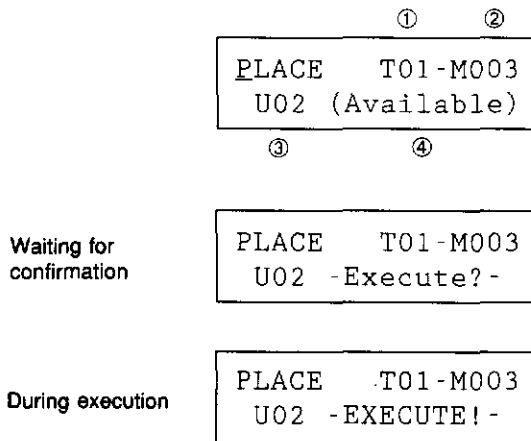 ① ②
PLACE T01-M003
U02 (Available)
③ ④
Waiting for
confirmation
PLACE T01-M003
U02 -Execute?-
During execution
PLACE T01-M003
U02 -EXECUTE!-